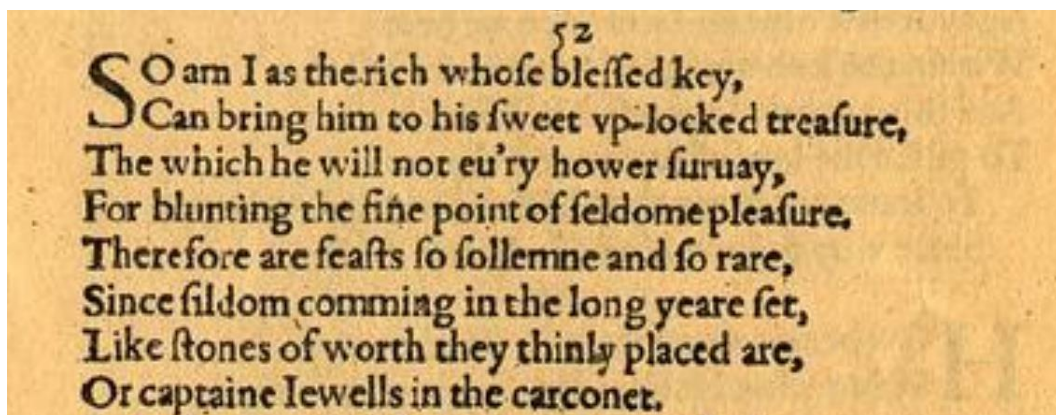 52
SO am I as the rich whoſe bleſſed key,
Can bring him to his ſweet vp-locked treaſure,
The which he will not eu'ry hower ſuruay,
For blunting the fine point of ſeldome pleaſure.
Therefore are feaſts ſo ſollemne and ſo rare,
Since ſildom comming in the long yeare ſet,
Like ſtones of worth they thinly placed are,
Or captaine Iewells in the carconet.